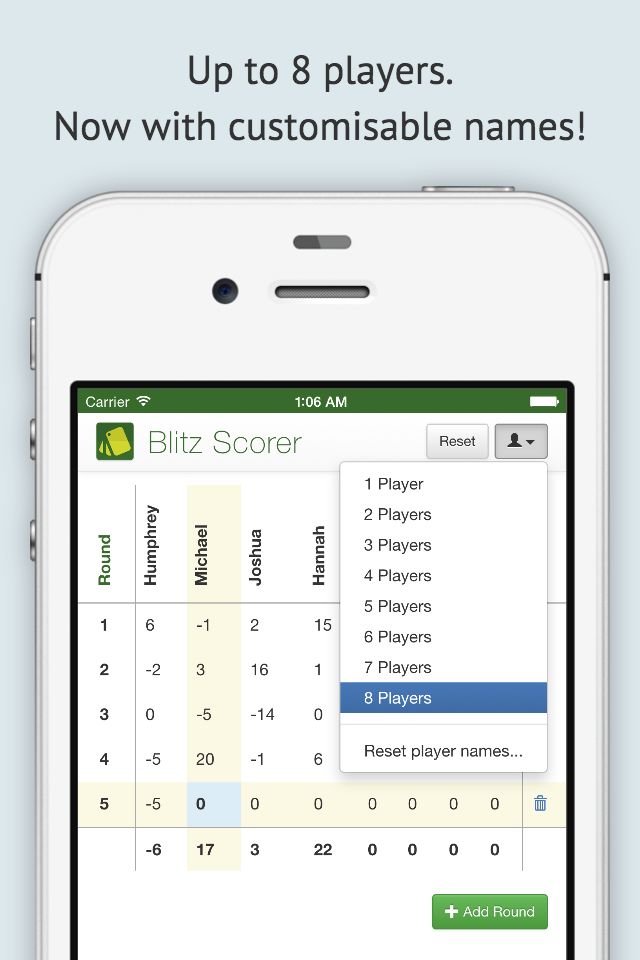 Up to 8 players.
Now with customisable names!
Carrier 1:06 AM
Blitz Scorer Reset
Round Humphrey Michael Joshua Hannah
1 Player
2 Players
3 Players
4 Players
5 Players
6 Players
7 Players
8 Players
Reset player names...
1 6 -1 2 15
2 -2 3 16 1
3 0 -5 -14 0
4 -5 20 -1 6
5 -5 0 0 0 0 0 0 0
-6 17 3 22 0 0 0 0
Add Round